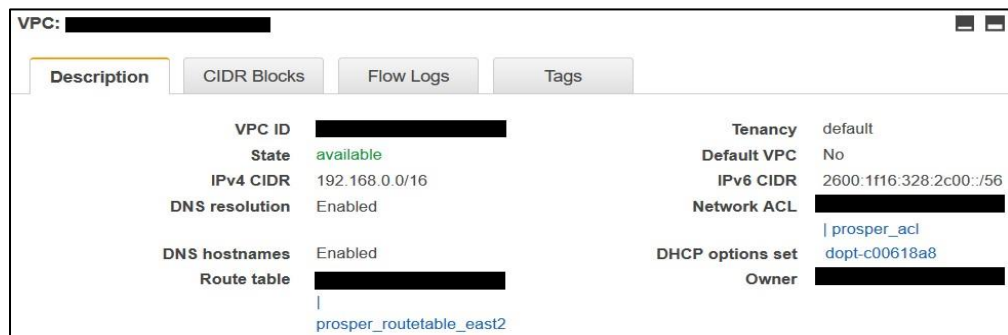 VPC:
Description CIDR Blocks Flow Logs Tags
VPC ID Tenancy default
State available Default VPC No
IPv4 CIDR 192.168.0.0/16 IPv6 CIDR 2600:1f16:328:2c00::/56
DNS resolution Enabled Network ACL
| prosper_acl
DNS hostnames Enabled DHCP options set dopt-c00618a8
Route table Owner
|
prosper_routetable_east2